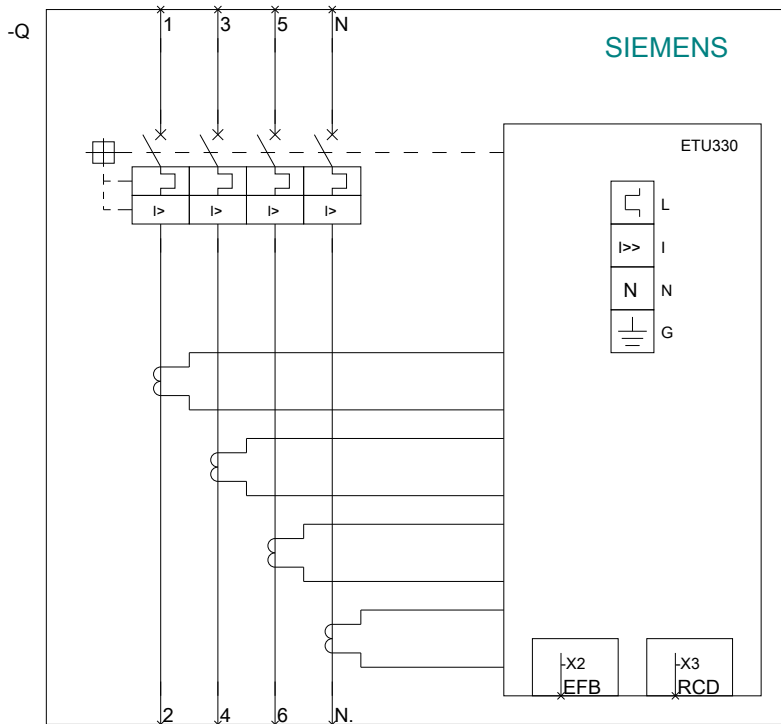 -Q
1 3 5 N
SIEMENS
ETU330
L
I> I> I> I>
I>> I
N N
G
-X2 -X3
EFB RCD
2 4 6 N.